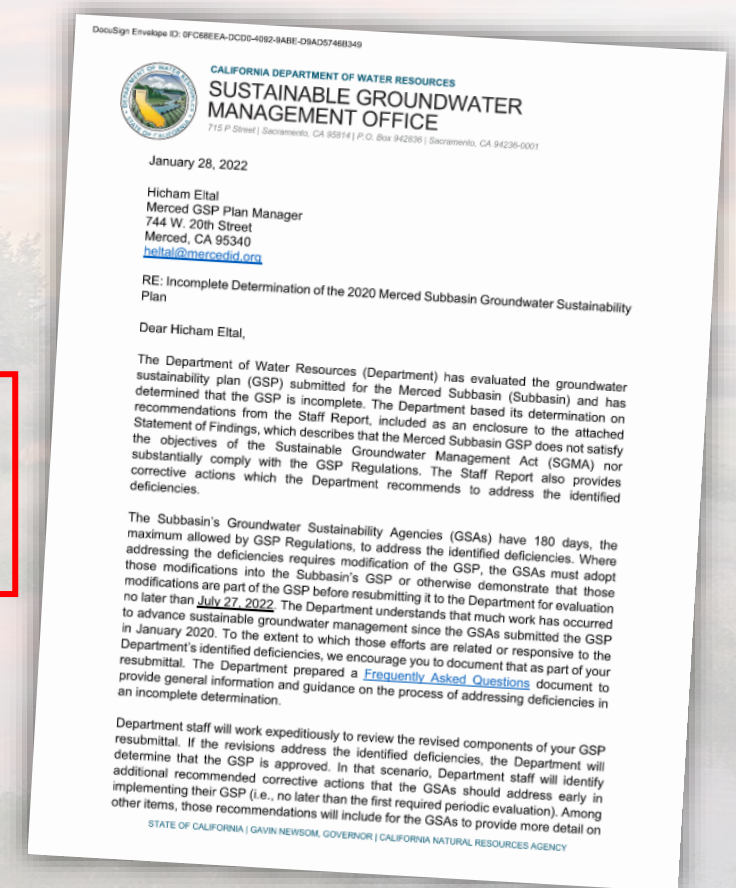 DocuSign Envelope ID: 0FC68EEA-DCD0-4092-9ABE-D9AD5746B349
CALIFORNIA DEPARTMENT OF WATER RESOURCES
SUSTAINABLE GROUNDWATER
MANAGEMENT OFFICE
715 P Street | Sacramento, CA 95814 | P.O. Box 942836 | Sacramento, CA 94236-0001
January 28, 2022
Hicham Eltal
Merced GSP Plan Manager
744 W. 20th Street
Merced, CA 95340
heltal@mercedid.org
RE: Incomplete Determination of the 2020 Merced Subbasin Groundwater Sustainability
Plan
Dear Hicham Eltal,
The Department of Water Resources (Department) has evaluated the groundwater
sustainability plan (GSP) submitted for the Merced Subbasin (Subbasin) and has
determined that the GSP is incomplete. The Department based its determination on
recommendations from the Staff Report, included as an enclosure to the attached
Statement of Findings, which describes that the Merced Subbasin GSP does not satisfy
the objectives of the Sustainable Groundwater Management Act (SGMA) nor
substantially comply with the GSP Regulations. The Staff Report also provides
corrective actions which the Department recommends to address the identified
deficiencies.
The Subbasin's Groundwater Sustainability Agencies (GSAs) have 180 days, the
maximum allowed by GSP Regulations, to address the identified deficiencies. Where
addressing the deficiencies requires modification of the GSP, the GSAs must adopt
those modifications into the Subbasin's GSP or otherwise demonstrate that those
modifications are part of the GSP before resubmitting it to the Department for evaluation
no later than July 27, 2022. The Department understands that much work has occurred
to advance sustainable groundwater management since the GSAs submitted the GSP
in January 2020. To the extent to which those efforts are related or responsive to the
Department's identified deficiencies, we encourage you to document that as part of your
resubmittal. The Department prepared a Frequently Asked Questions document to
provide general information and guidance on the process of addressing deficiencies in
an incomplete determination.
Department staff will work expeditiously to review the revised components of your GSP
resubmittal. If the revisions address the identified deficiencies, the Department will
determine that the GSP is approved. In that scenario, Department staff will identify
additional recommended corrective actions that the GSAs should address early in
implementing their GSP (i.e., no later than the first required periodic evaluation). Among
other items, those recommendations will include for the GSAs to provide more detail on
STATE OF CALIFORNIA | GAVIN NEWSOM, GOVERNOR | CALIFORNIA NATURAL RESOURCES AGENCY